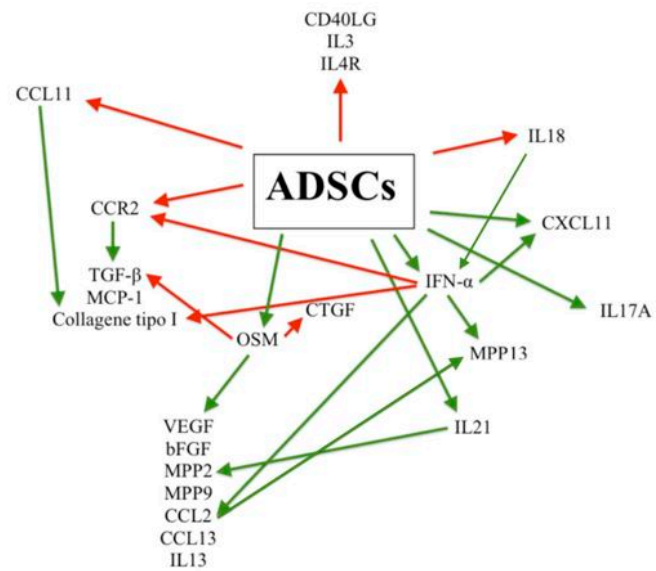 CD40LG
IL3
IL4R
CCL11
IL18
ADSCs
CCR2
CXCL11
TGF-β
MCP-1
Collagene tipo I
IFN-α
CTGF
IL17A
OSM
MPP13
VEGF
bFGF
MPP2
MPP9
CCL2
CCL13
IL13
IL21